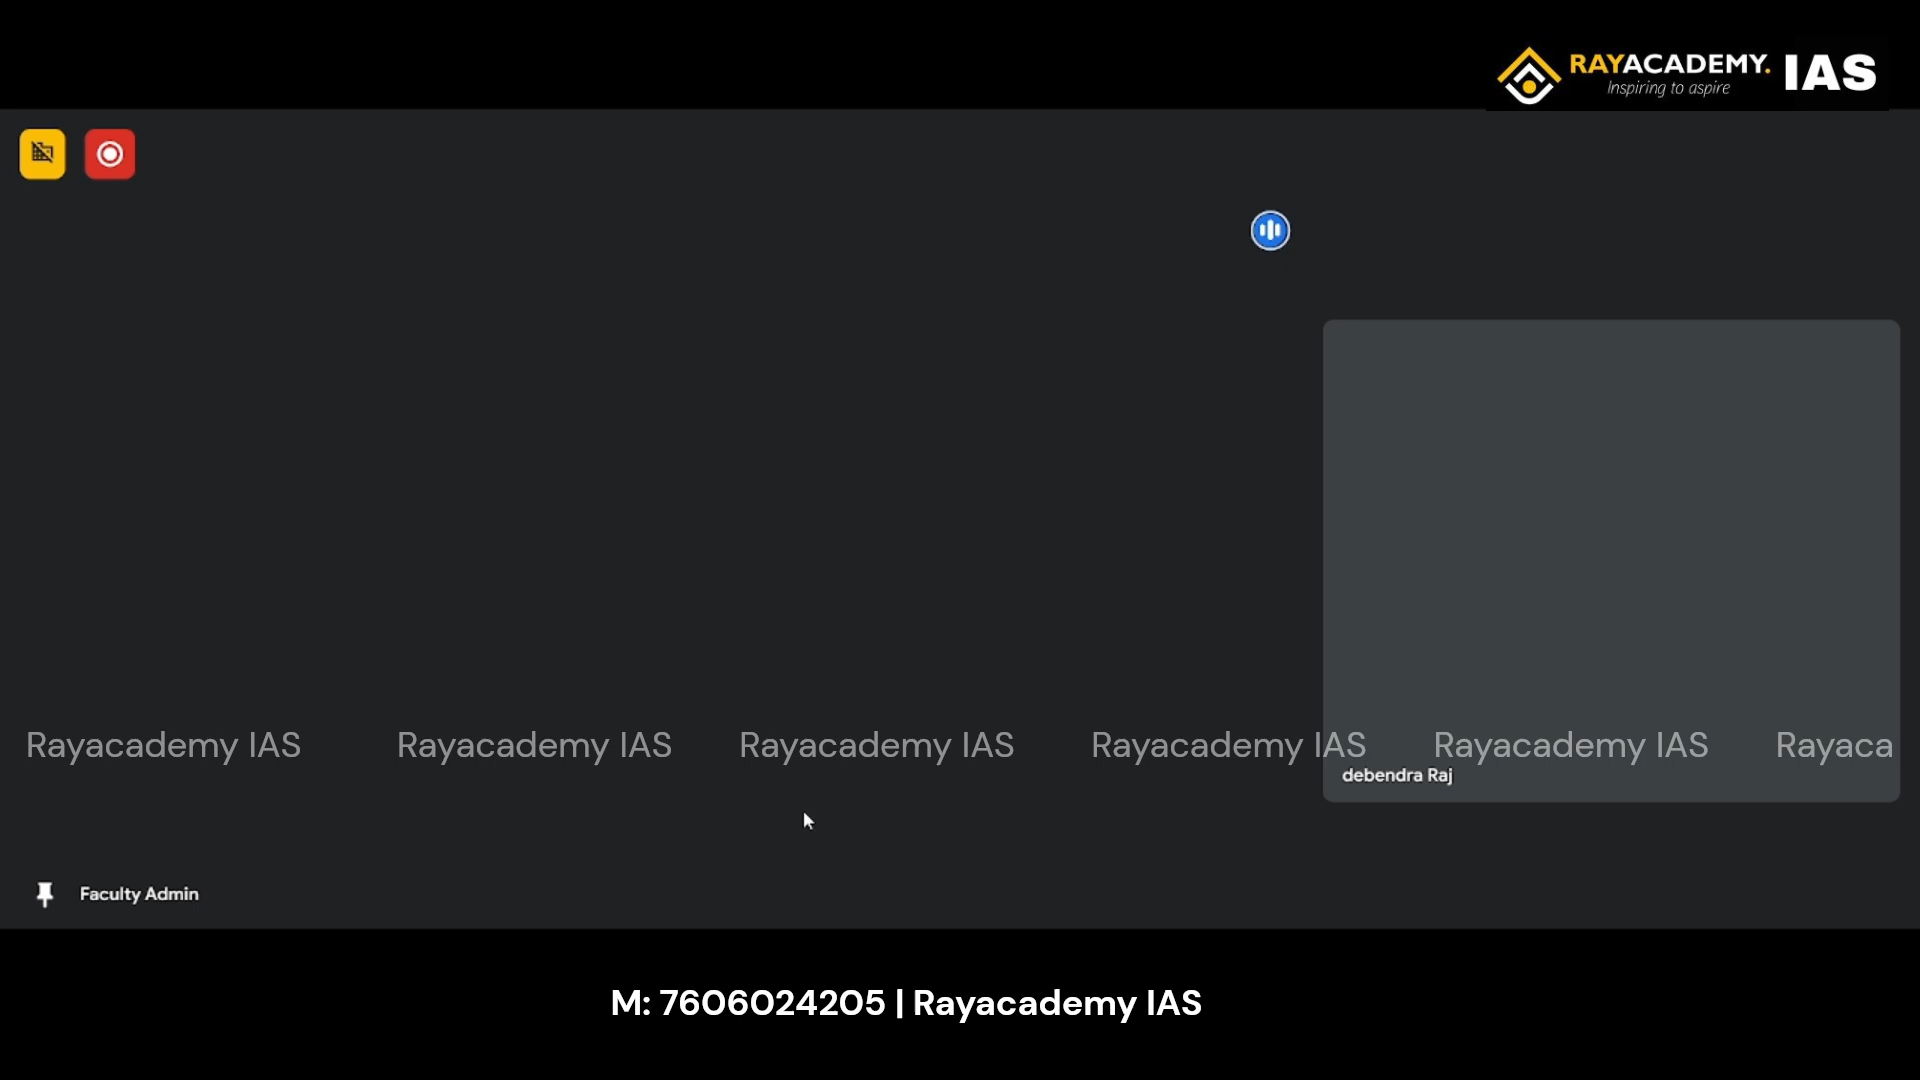 RAYACADEMY. IAS
Inspiring to aspire
Rayacademy IAS Rayacademy IAS Rayacademy IAS Rayacademy IAS Rayacademy IAS Rayaca
debendra Raj
Faculty Admin
M: 7606024205 | Rayacademy IAS